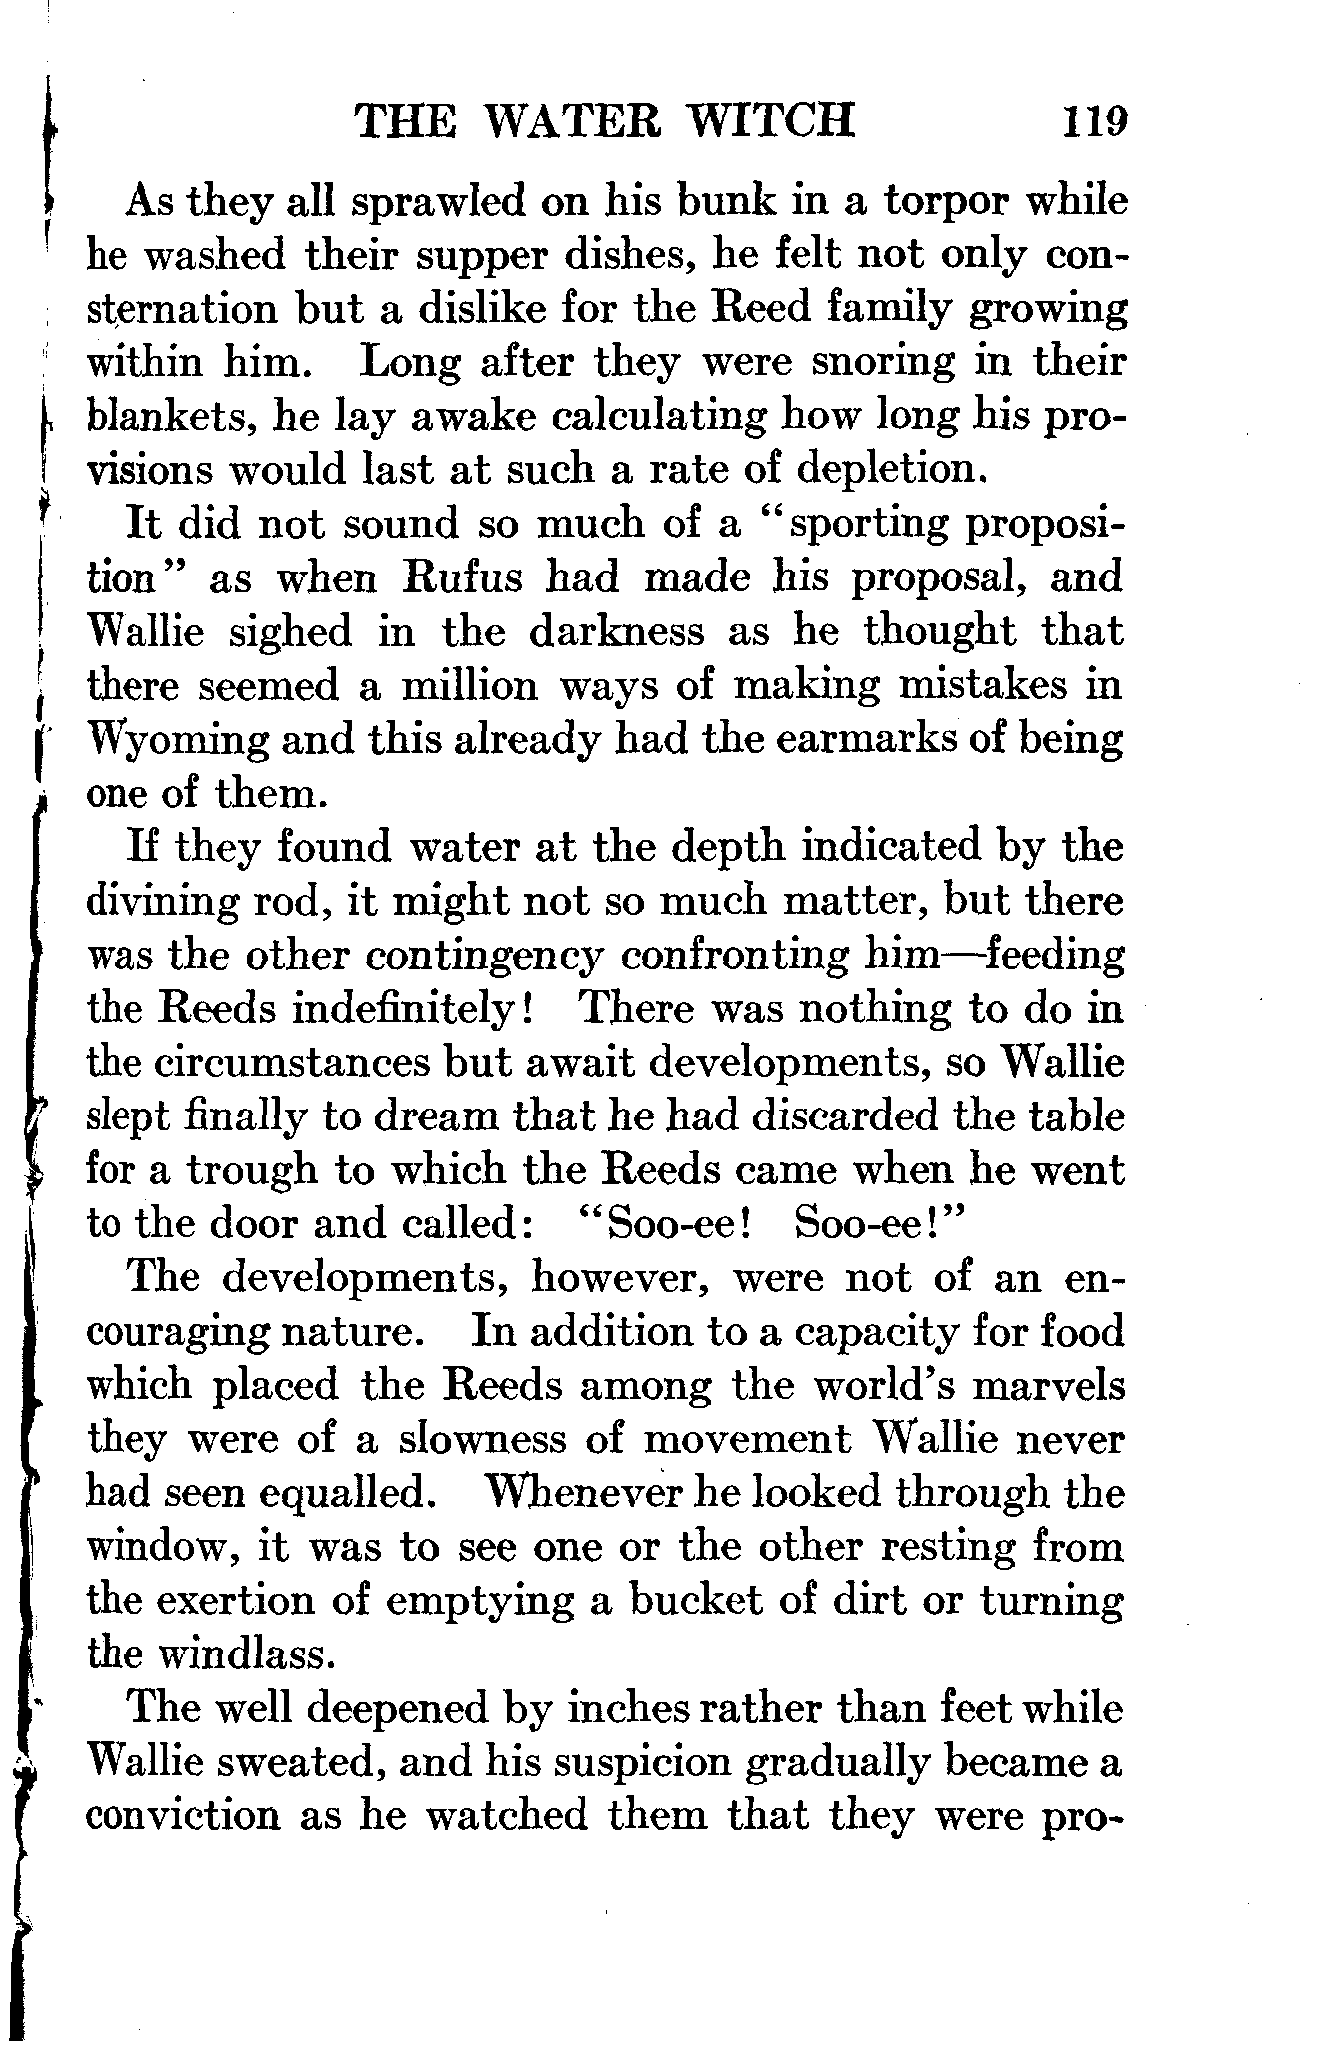 THE WATER WITCH 119
As they all sprawled on his bunk in a torpor while
he washed their supper dishes, he felt not only con-
sternation but a dislike for the Reed family growing
within him. Long after they were snoring in their
blankets, he lay awake calculating how long his pro-
visions would last at such a rate of depletion.
It did not sound so much of a "sporting proposi-
tion" as when Rufus had made his proposal, and
Wallie sighed in the darkness as he thought that
there seemed a million ways of making mistakes in
Wyoming and this already had the earmarks of being
one of them.
If they found water at the depth indicated by the
divining rod, it might not so much matter, but there
was the other contingency confronting him—feeding
the Reeds indefinitely! There was nothing to do in
the circumstances but await developments, so Wallie
slept finally to dream that he had discarded the table
for a trough to which the Reeds came when he went
to the door and called: "Soo-ee! Soo-ee!"
The developments, however, were not of an en-
couraging nature. In addition to a capacity for food
which placed the Reeds among the world's marvels
they were of a slowness of movement Wallie never
had seen equalled. Whenever he looked through the
window, it was to see one or the other resting from
the exertion of emptying a bucket of dirt or turning
the windlass.
The well deepened by inches rather than feet while
Wallie sweated, and his suspicion gradually became a
conviction as he watched them that they were pro-